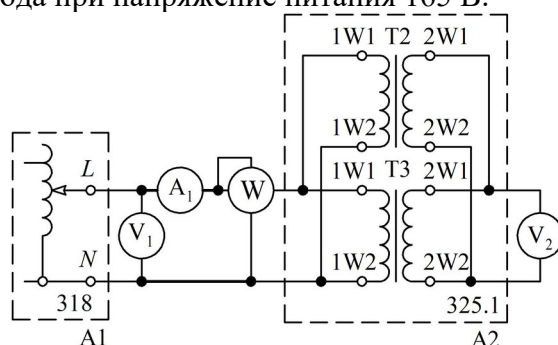 ода при напряжение питания 105 В.
1W1 T2 2W1
1W2 2W2
1W1 T3 2W1
L
A1 W
V1 V2
N
1W2 2W2
318 325.1
A1 A2